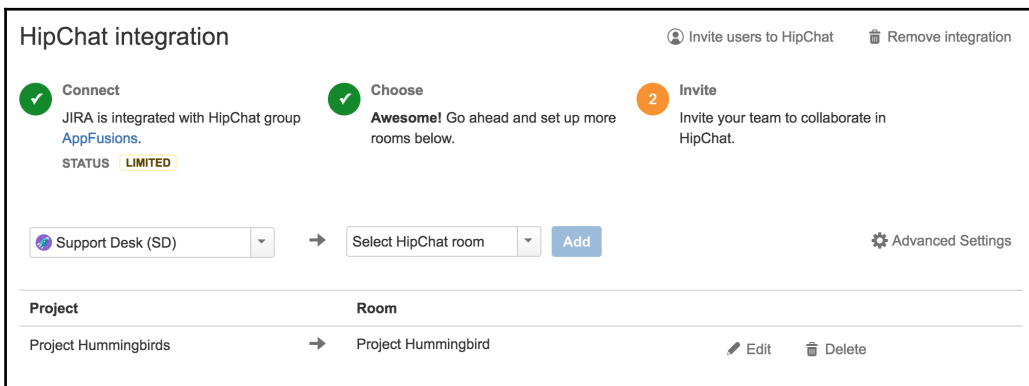 HipChat integration
Invite users to HipChat
Remove integration
Connect
JIRA is integrated with HipChat group
AppFusions.
STATUS LIMITED
Choose
Awesome! Go ahead and set up more
rooms below.
2
Invite
Invite your team to collaborate in
HipChat.
Support Desk (SD)
Select HipChat room
Add
Advanced Settings
Project Room
Project Hummingbirds Project Hummingbird Edit Delete